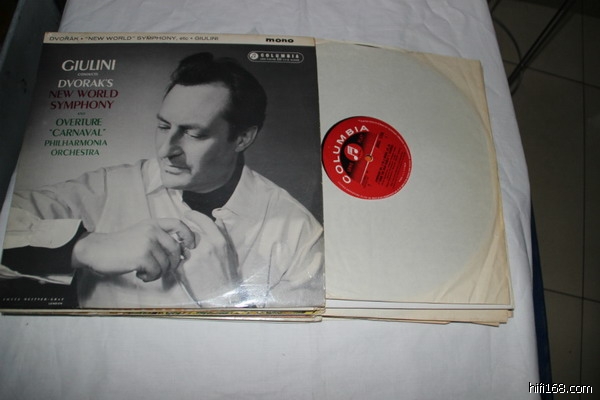 DVOŘÁK • "NEW WORLD" SYMPHONY, etc • GIULINI
COLUMBIA
mono
GIULINI
conducts
DVOŘÁK'S
NEW WORLD
SYMPHONY
and
OVERTURE
"CARNAVAL"
PHILHARMONIA
ORCHESTRA
COLUMBIA
hifi168.com